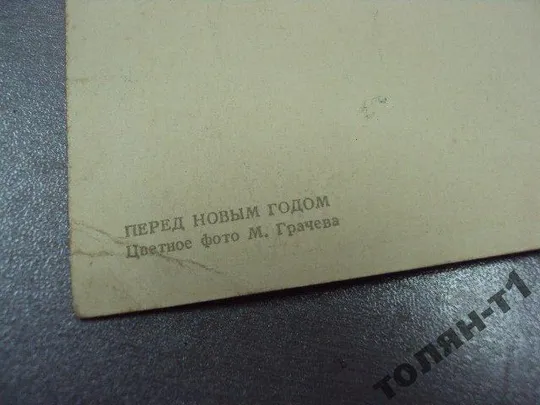 ПЕРЕД НОВЫМ ГОДОМ
Цветное фото М. Грачева
ТОЛЯН-Т1